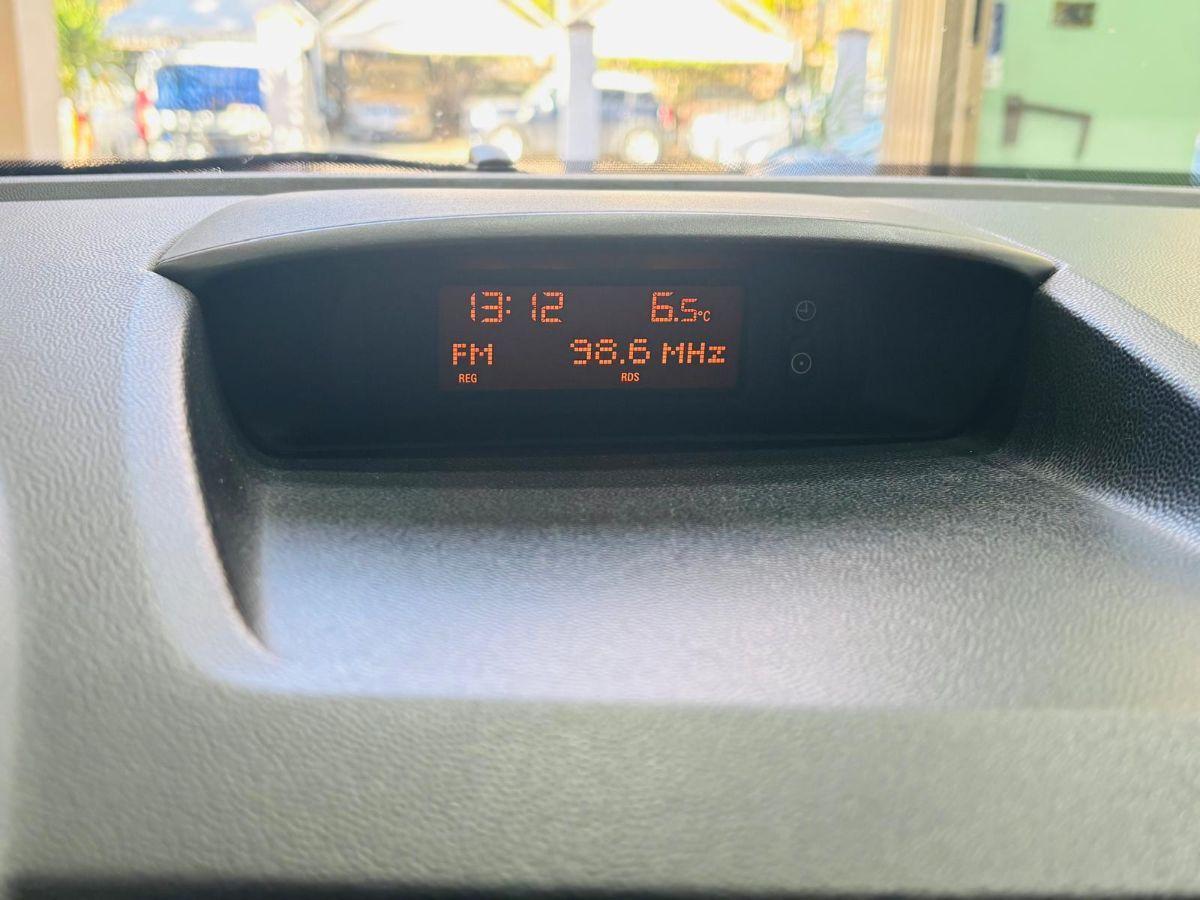 13:12 6.5°C
FM 98.6 MHz
REG RDS